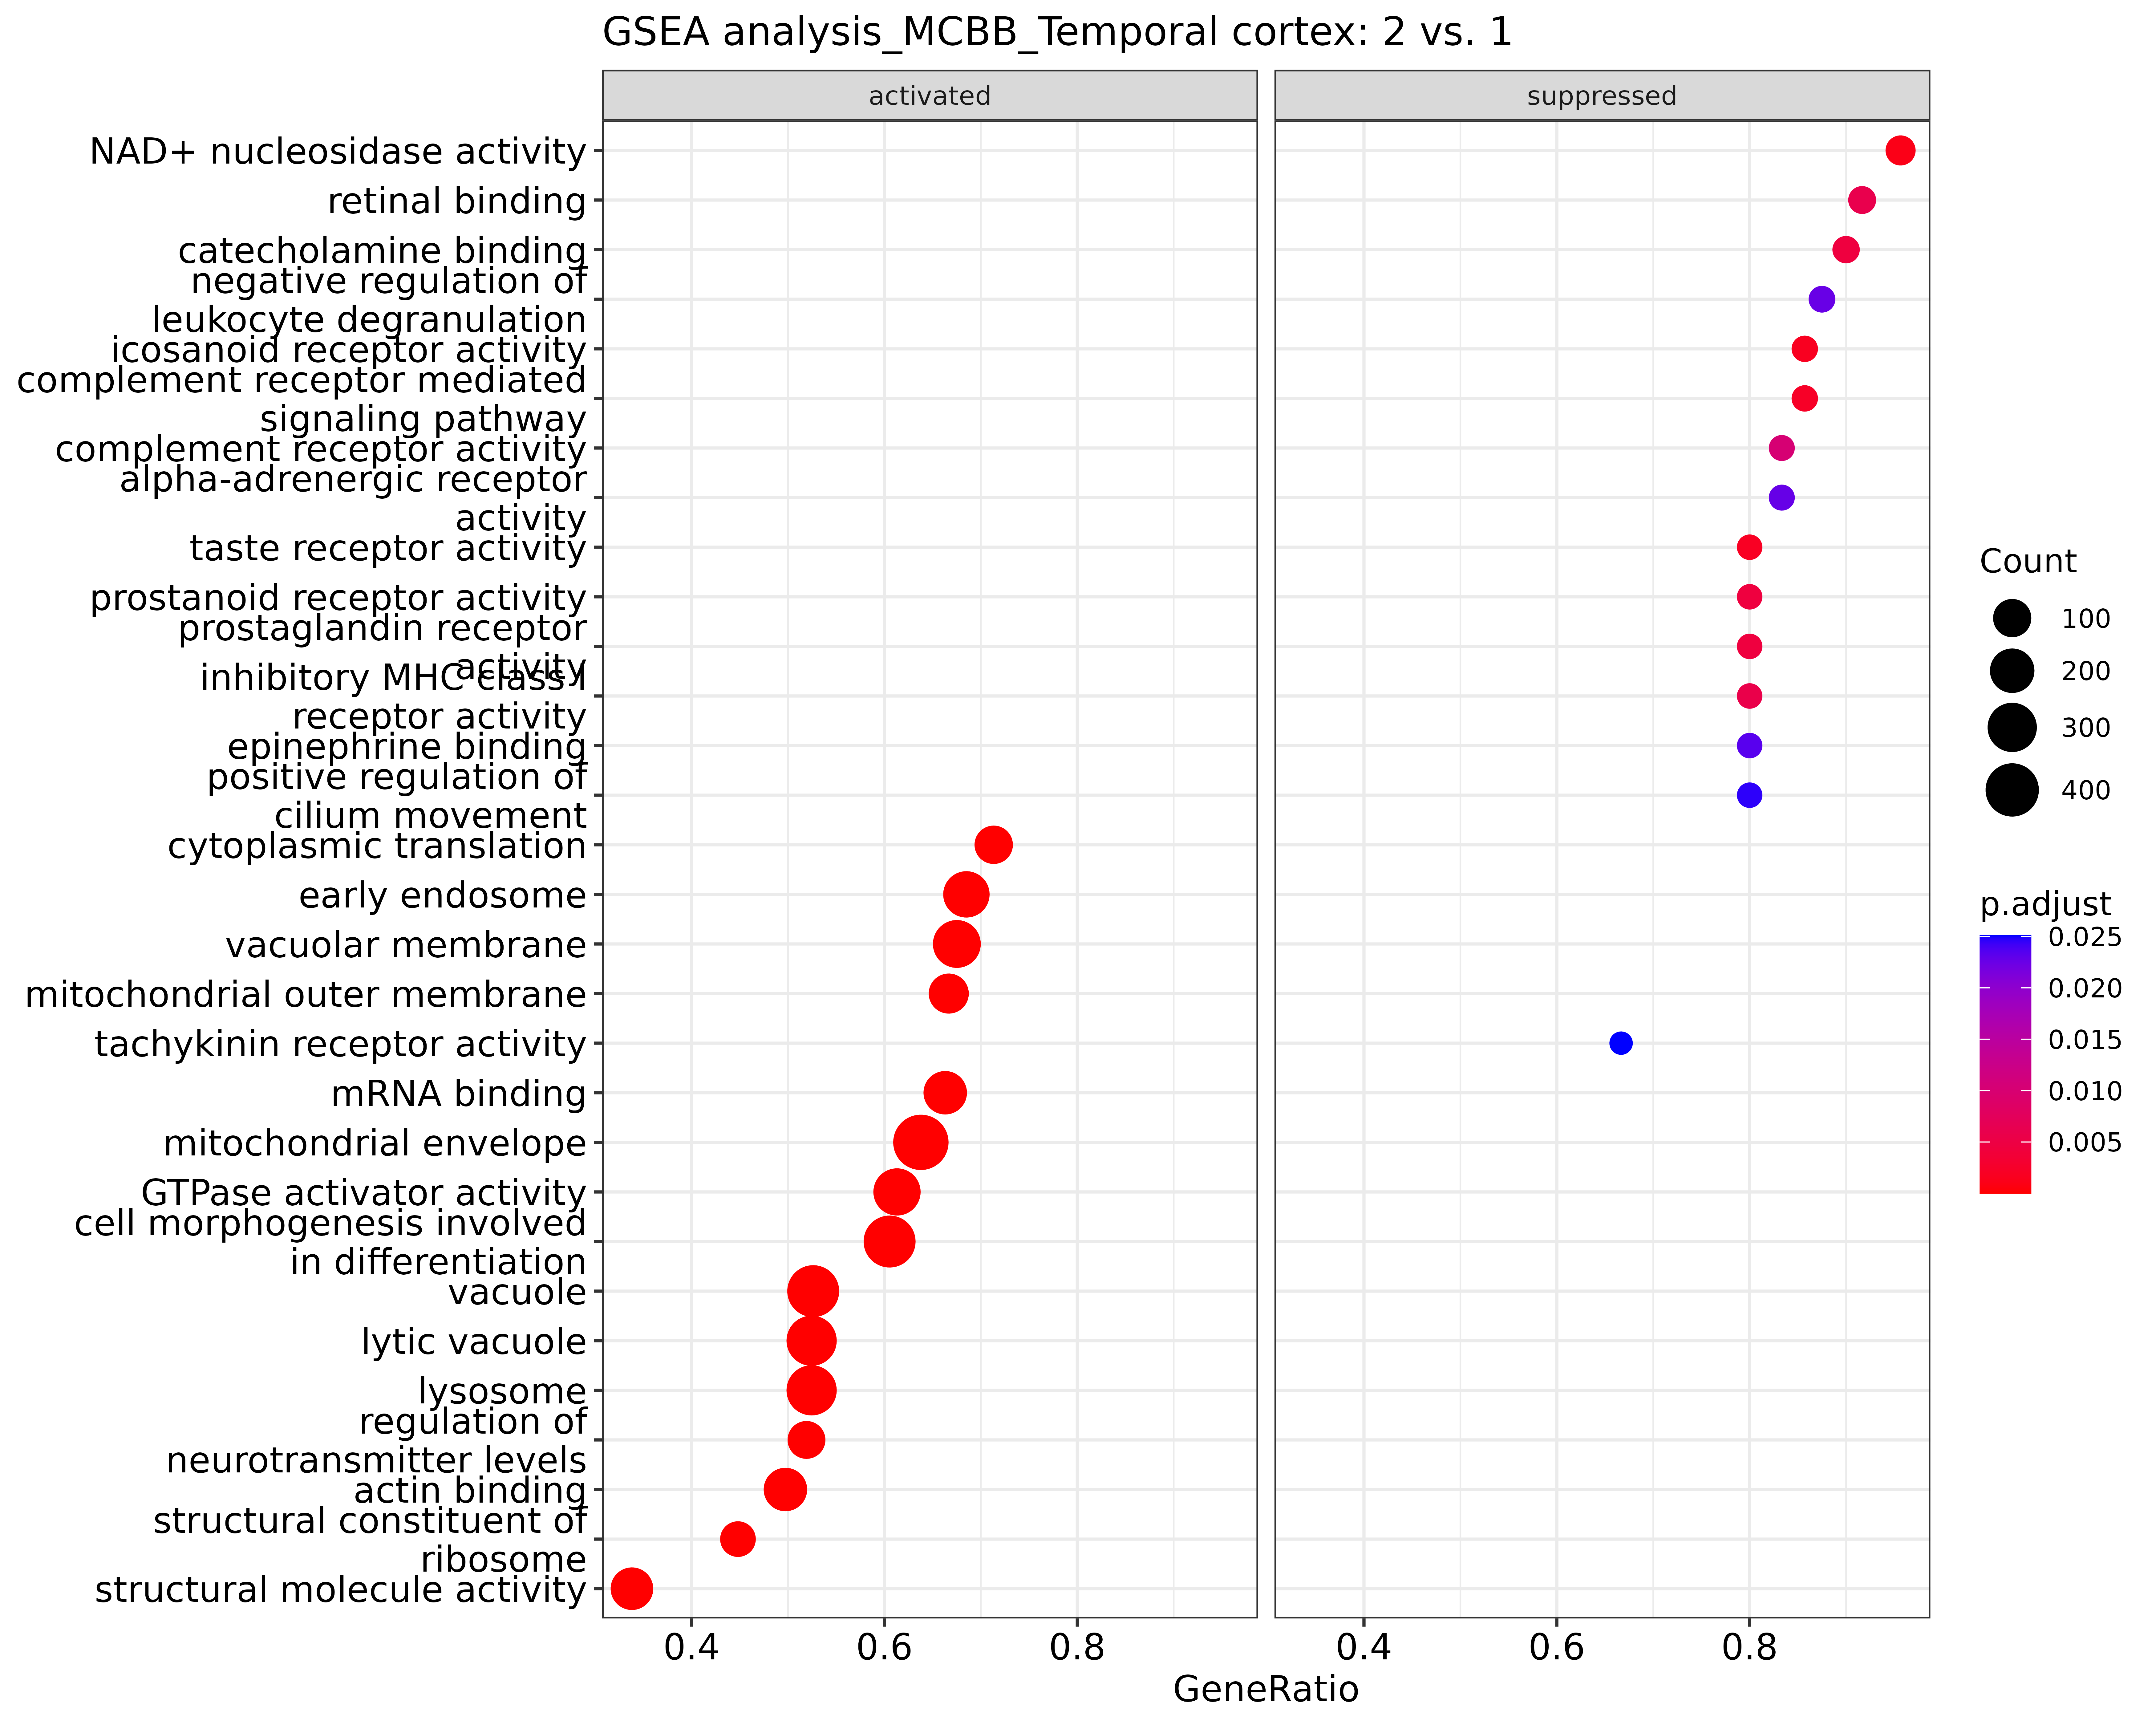 GSEA analysis_MCBB_Temporal cortex: 2 vs. 1
activated
suppressed
NAD+ nucleosidase activity
retinal binding
catecholamine binding
negative regulation of
leukocyte degranulation
icosanoid receptor activity
complement receptor mediated
signaling pathway
complement receptor activity
alpha-adrenergic receptor
activity
taste receptor activity
prostanoid receptor activity
prostaglandin receptor
activity
inhibitory MHC class I
receptor activity
epinephrine binding
positive regulation of
cilium movement
cytoplasmic translation
early endosome
vacuolar membrane
mitochondrial outer membrane
tachykinin receptor activity
mRNA binding
mitochondrial envelope
GTPase activator activity
cell morphogenesis involved
in differentiation
vacuole
lytic vacuole
lysosome
regulation of
neurotransmitter levels
actin binding
structural constituent of
ribosome
structural molecule activity
0.4 0.6 0.8
0.4 0.6 0.8
GeneRatio
Count
100
200
300
400
p.adjust
0.025
0.020
0.015
0.010
0.005